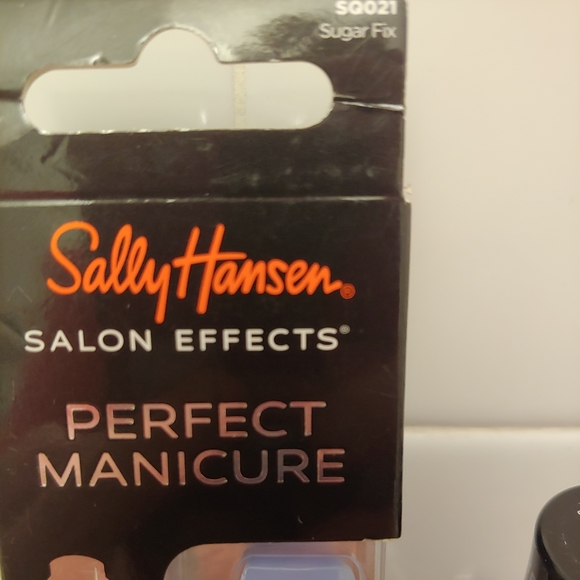 SQ021
Sugar Fix
Sally Hansen®
SALON EFFECTS®
PERFECT
MANICURE